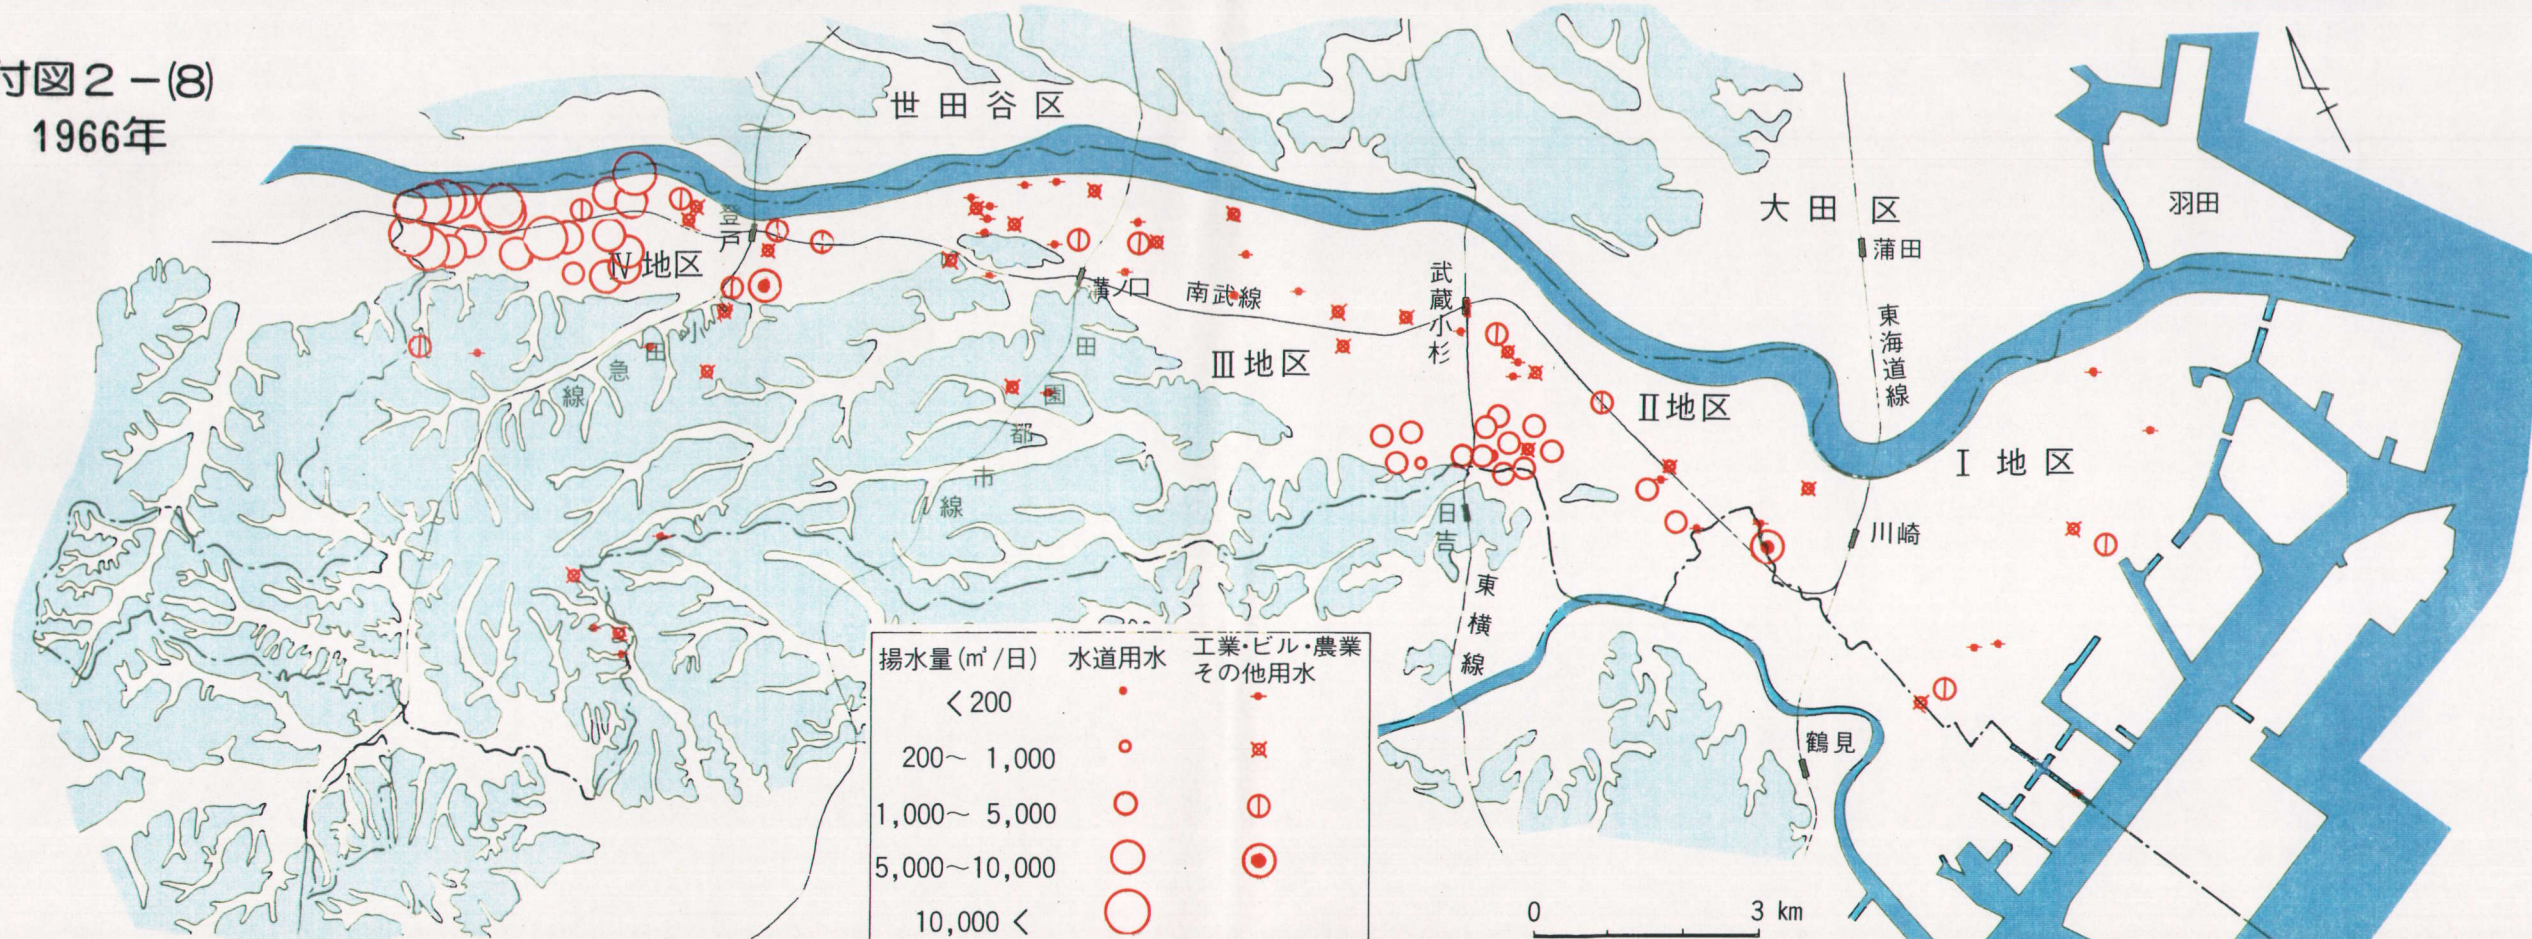 付図2-(8)
1966年
世田谷区
大田区
羽田
蒲田
東海道線
登戸
Ⅳ地区
溝ノ口
南武線
武蔵小杉
小田急線
田園都市線
Ⅲ地区
Ⅱ地区
Ⅰ地区
日吉
川崎
東横線
鶴見
揚水量(m³/日) 水道用水 工業・ビル・農業
その他用水
<200
200~ 1,000
1,000~ 5,000
5,000~10,000
10,000 <
0 3 km